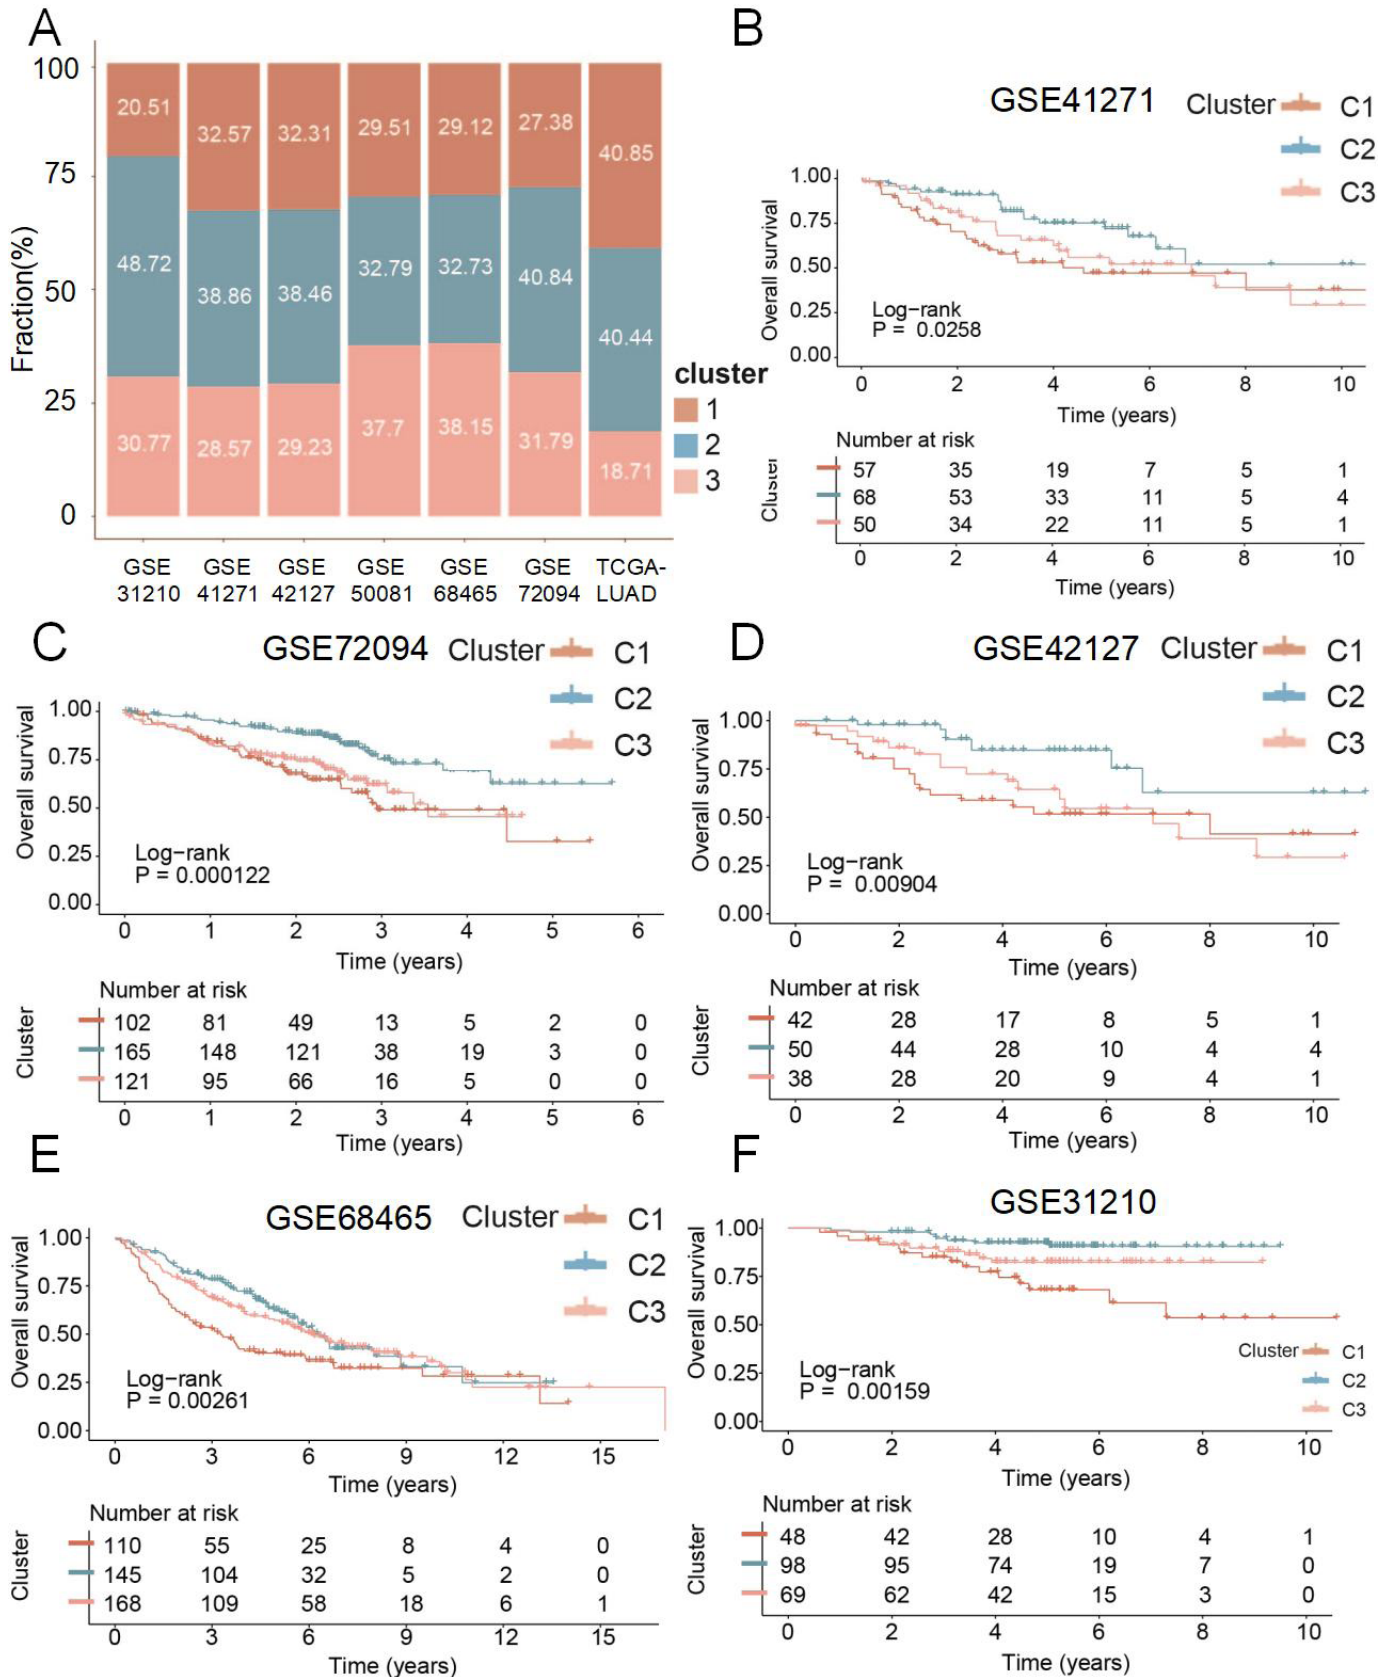 A
100
75
50
25
0
Fraction(%)
20.51 32.57 32.31 29.51 29.12 27.38 40.85
48.72 38.86 38.46 32.79 32.73 40.84 40.44
30.77 28.57 29.23 37.7 38.15 31.79 18.71
GSE GSE GSE GSE GSE GSE TCGA-
31210 41271 42127 50081 68465 72094 LUAD
cluster
1
2
3
B
GSE41271 Cluster C1
C2
C3
Overall survival
1.00
0.75
0.50
0.25
0.00
Log-rank
P = 0.0258
0 2 4 6 8 10
Time (years)
Number at risk
Cluster
57 35 19 7 5 1
68 53 33 11 5 4
50 34 22 11 5 1
0 2 4 6 8 10
Time (years)
C
GSE72094 Cluster C1
C2
C3
Overall survival
1.00
0.75
0.50
0.25
0.00
Log-rank
P = 0.000122
0 1 2 3 4 5 6
Time (years)
Number at risk
Cluster
102 81 49 13 5 2 0
165 148 121 38 19 3 0
121 95 66 16 5 0 0
0 1 2 3 4 5 6
Time (years)
D
GSE42127 Cluster C1
C2
C3
Overall survival
1.00
0.75
0.50
0.25
0.00
Log-rank
P = 0.00904
0 2 4 6 8 10
Time (years)
Number at risk
Cluster
42 28 17 8 5 1
50 44 28 10 4 4
38 28 20 9 4 1
0 2 4 6 8 10
Time (years)
E
GSE68465 Cluster C1
C2
C3
Overall survival
1.00
0.75
0.50
0.25
0.00
Log-rank
P = 0.00261
0 3 6 9 12 15
Time (years)
Number at risk
Cluster
110 55 25 8 4 0
145 104 32 5 2 0
168 109 58 18 6 1
0 3 6 9 12 15
Time (years)
F
GSE31210
Overall survival
1.00
0.75
0.50
0.25
0.00
Log-rank
P = 0.00159
Cluster C1
C2
C3
0 2 4 6 8 10
Time (years)
Number at risk
Cluster
48 42 28 10 4 1
98 95 74 19 7 0
69 62 42 15 3 0
0 2 4 6 8 10
Time (years)